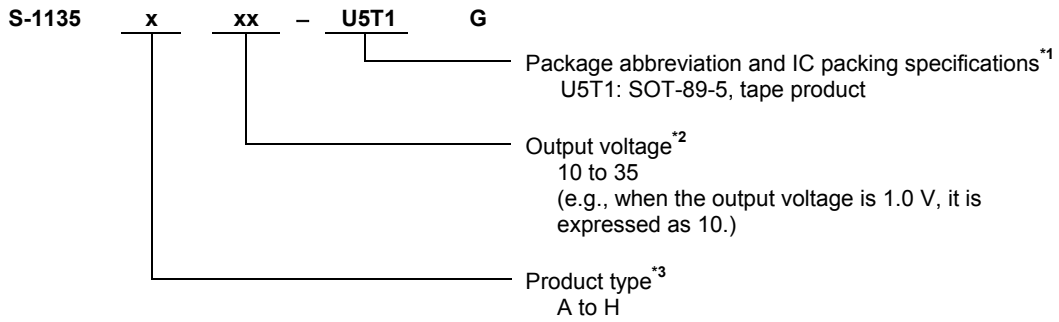 S-1135 x xx – U5T1 G
Package abbreviation and IC packing specifications*1
U5T1: SOT-89-5, tape product
Output voltage*2
10 to 35
(e.g., when the output voltage is 1.0 V, it is
expressed as 10.)
Product type*3
A to H